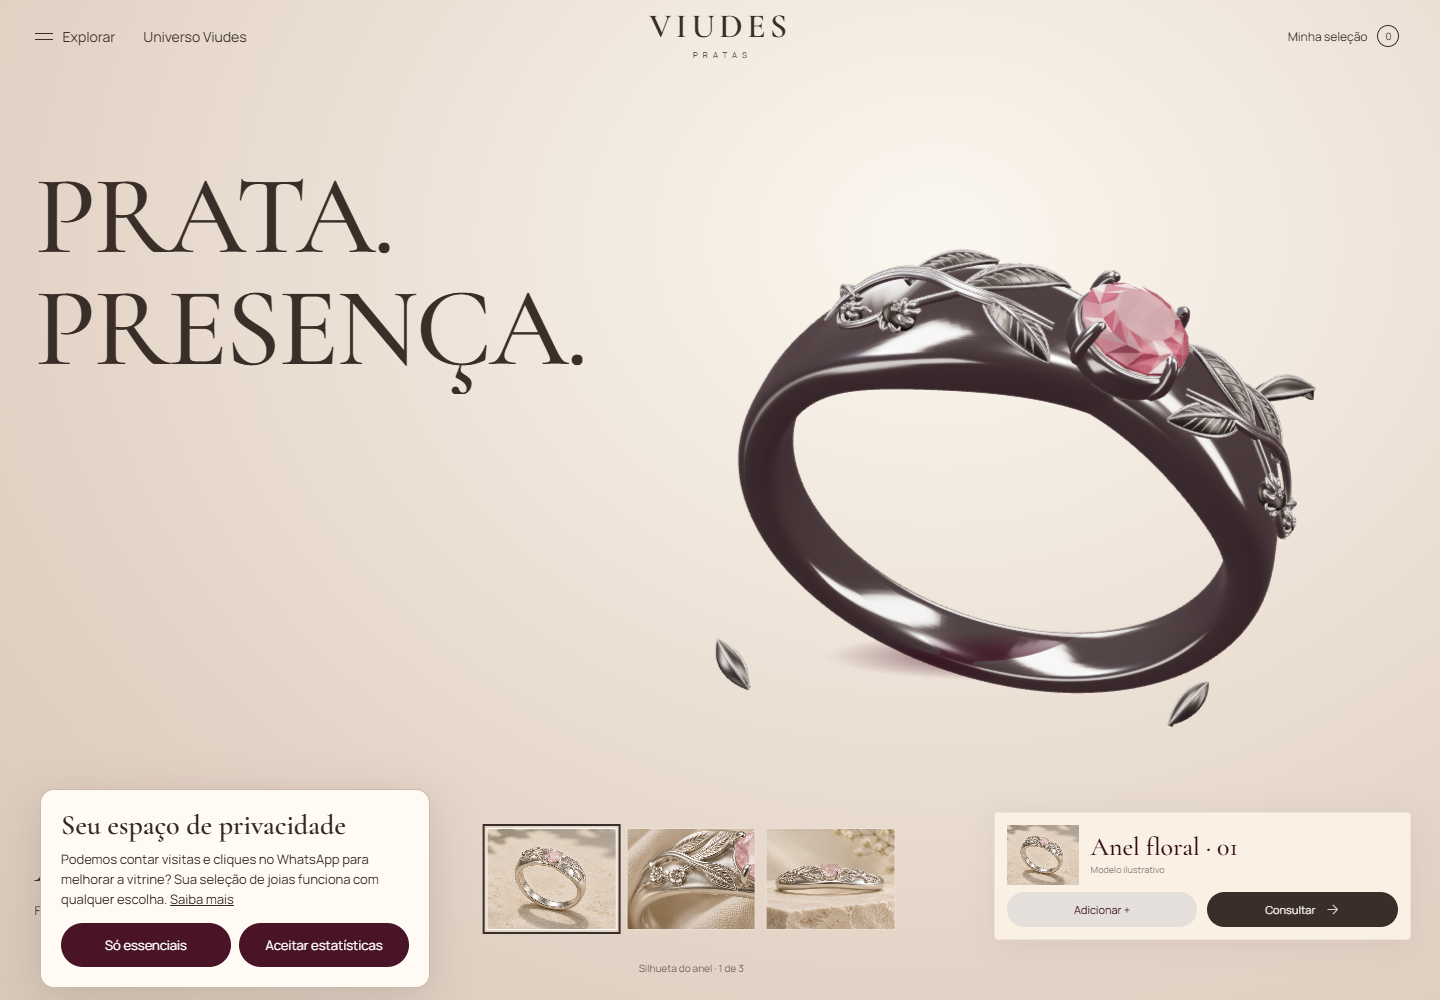 Explorar
Universo Viudes
VIUDES
PRATAS
Minha seleção 0
PRATA.
PRESENÇA.
Seu espaço de privacidade
Podemos contar visitas e cliques no WhatsApp para
melhorar a vitrine? Sua seleção de joias funciona com
qualquer escolha. Saiba mais
Só essenciais
Aceitar estatísticas
Silhueta do anel · 1 de 3
Anel floral · 01
Modelo ilustrativo
Adicionar +
Consultar →